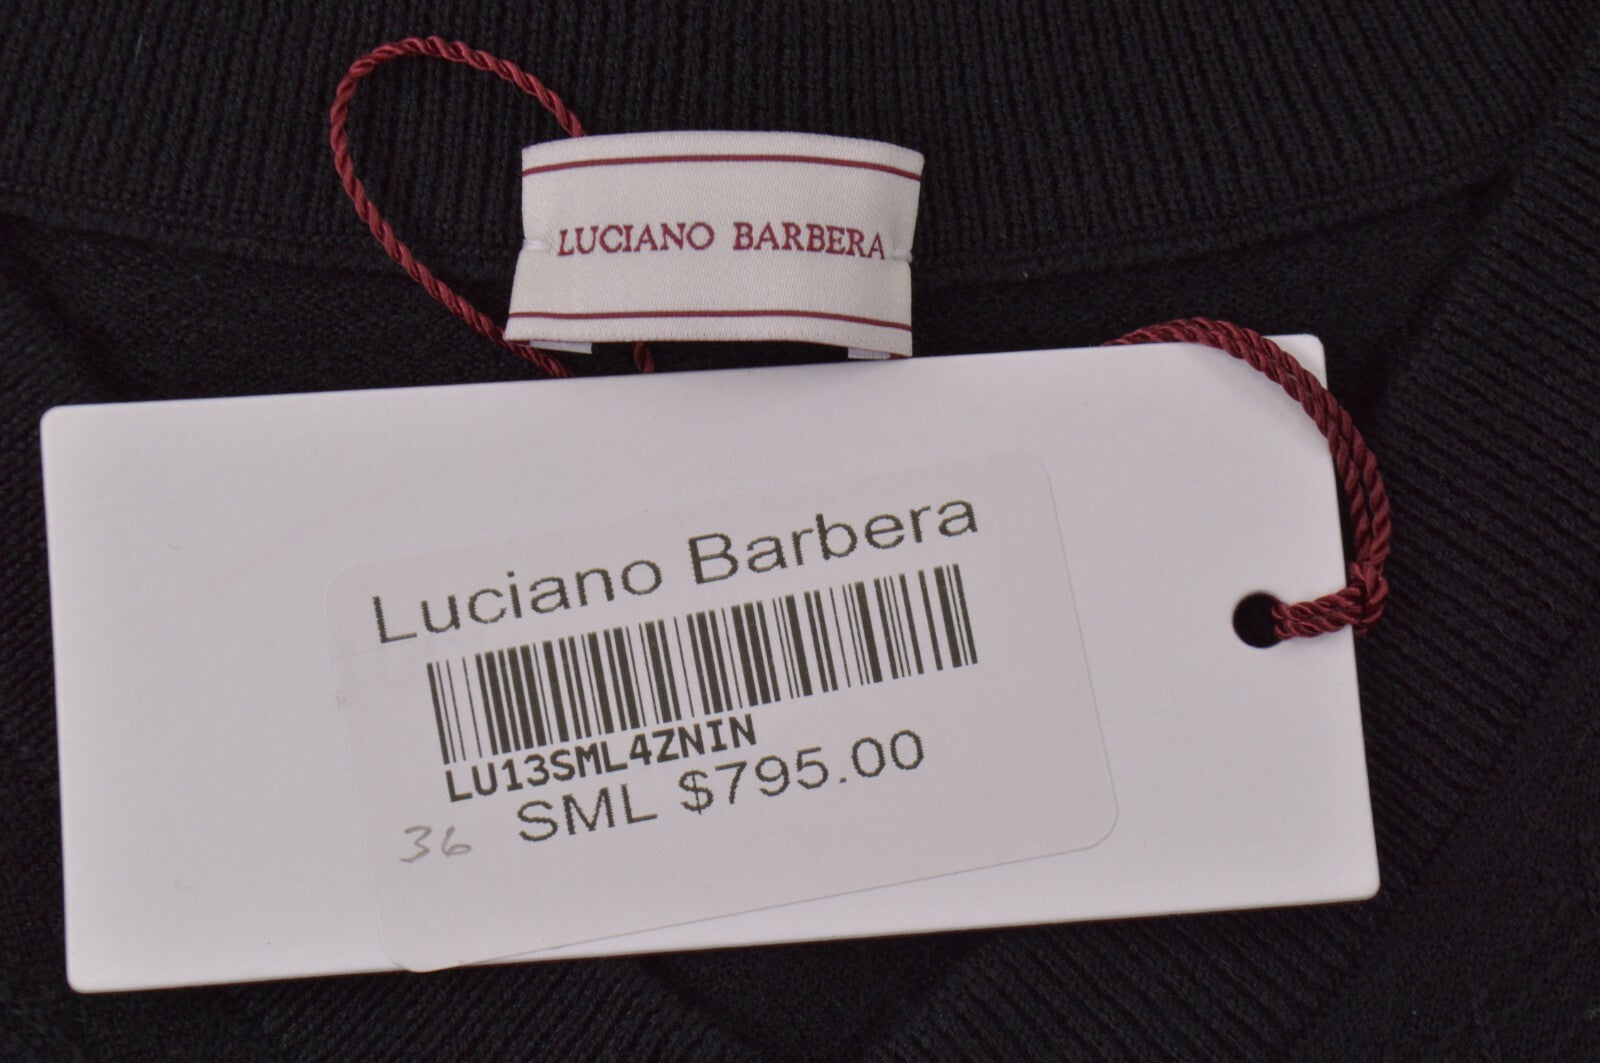 LUCIANO BARBERA
Luciano Barbera
LU13SML4ZNIN
SML $795.00
36